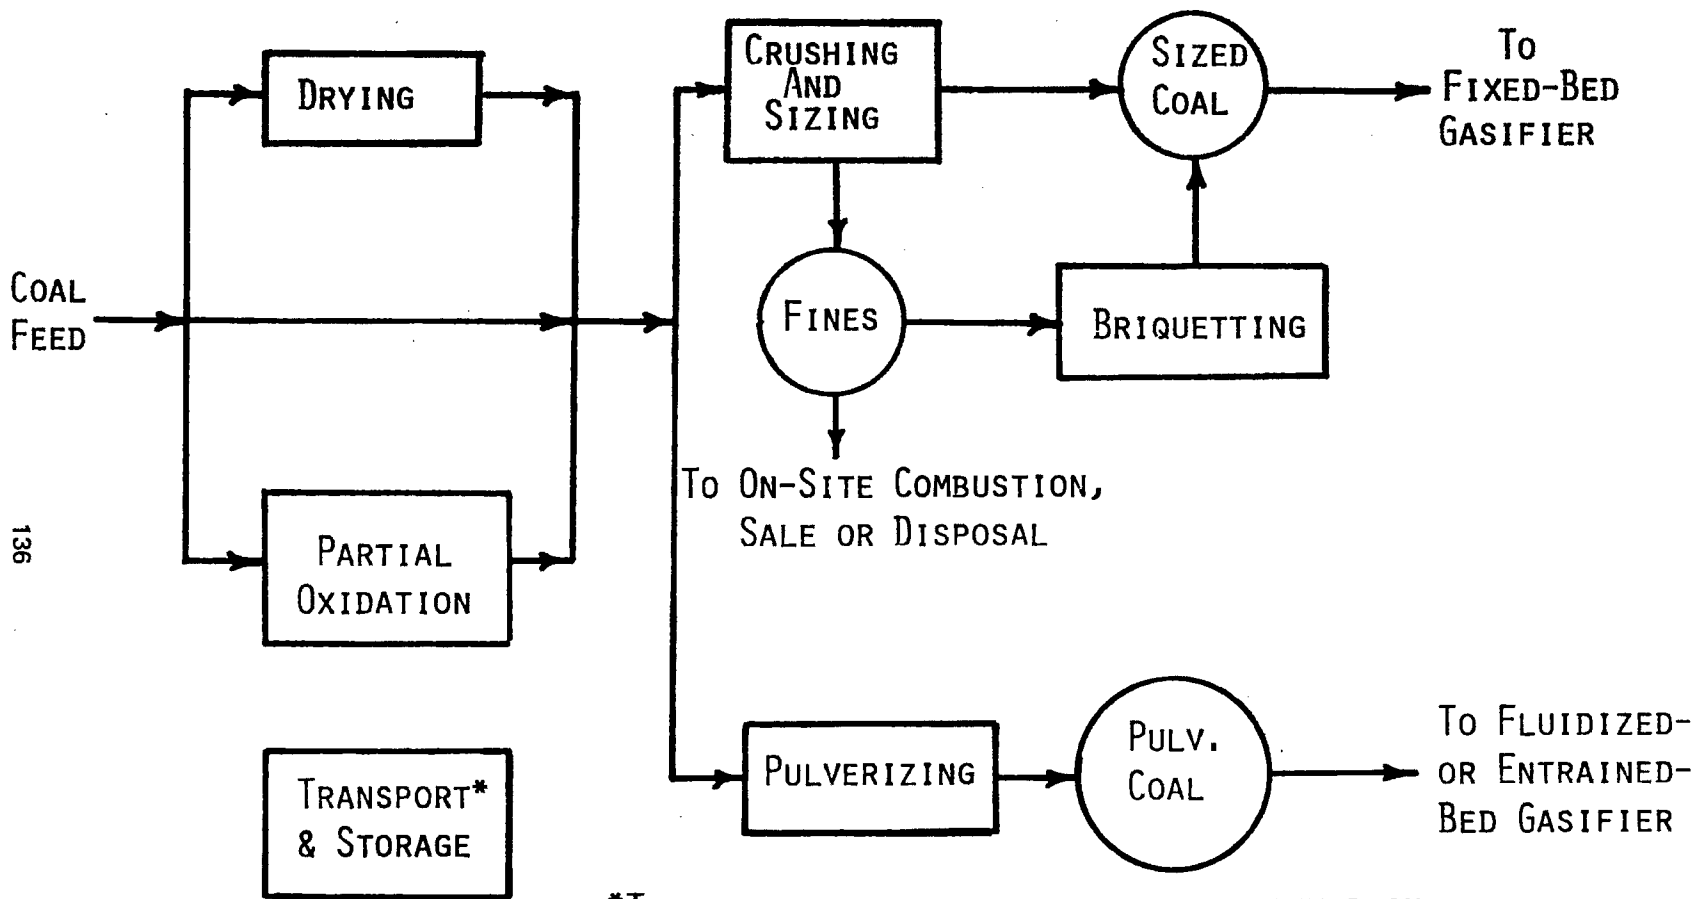 DRYING
CRUSHING
AND
SIZING
SIZED
COAL
TO
FIXED-BED
GASIFIER
COAL
FEED
FINES
BRIQUETTING
TO ON-SITE COMBUSTION,
SALE OR DISPOSAL
136
PARTIAL
OXIDATION
TRANSPORT*
& STORAGE
PULVERIZING
PULV.
COAL
TO FLUIDIZED-
OR ENTRAINED-
BED GASIFIER